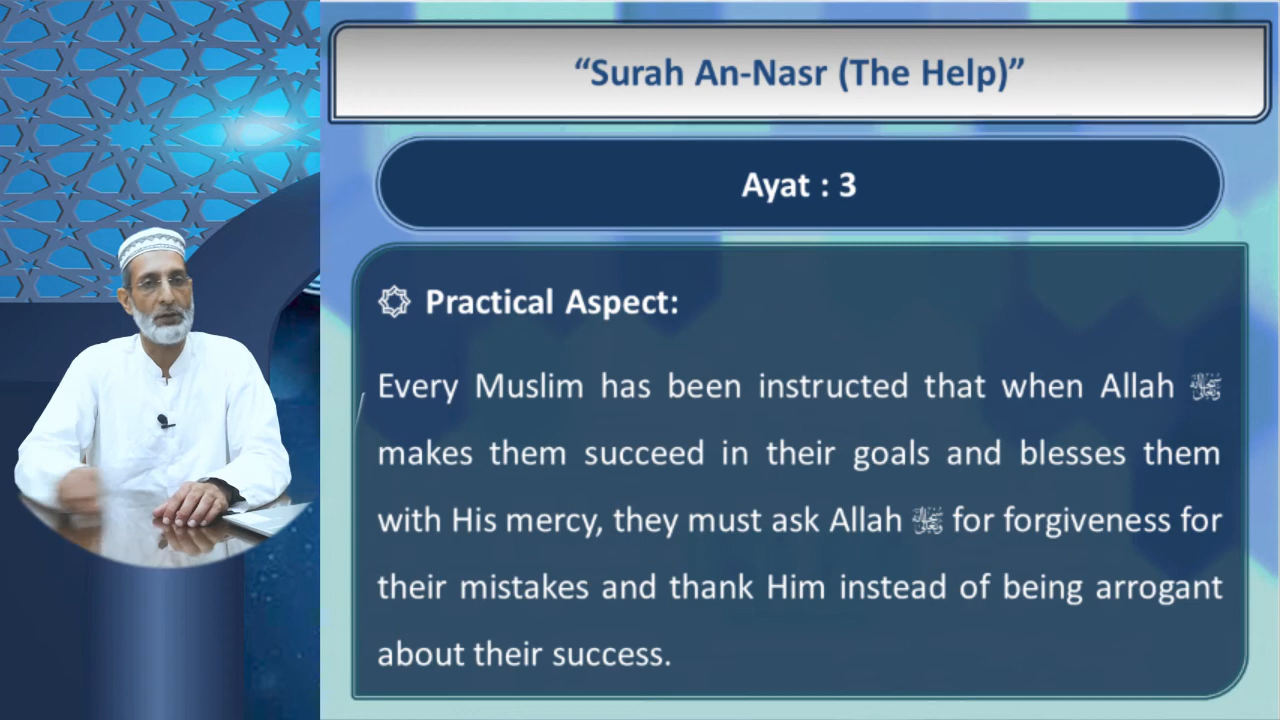 “Surah An-Nasr (The Help)”
Ayat : 3
Practical Aspect:
Every Muslim has been instructed that when Allah ﷻ
makes them succeed in their goals and blesses them
with His mercy, they must ask Allah ﷻ for forgiveness for
their mistakes and thank Him instead of being arrogant
about their success.